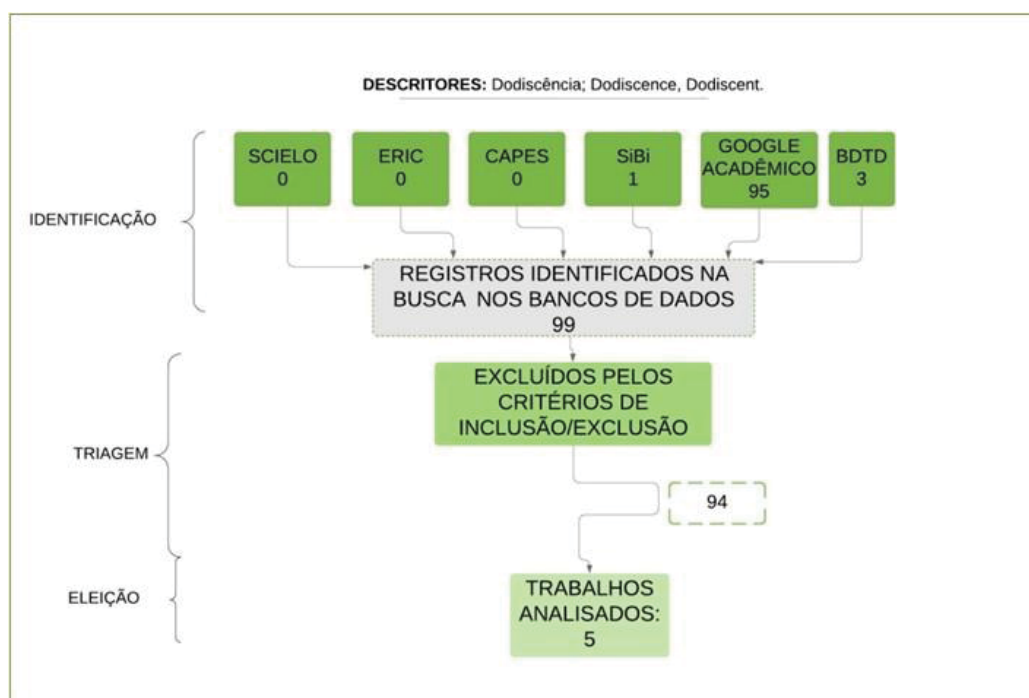 DESCRITORES: Dodiscência; Dodiscence, Dodiscent.
SCIELO
0
ERIC
0
CAPES
0
SiBi
1
GOOGLE
ACADÊMICO
95
BDTD
3
IDENTIFICAÇÃO
REGISTROS IDENTIFICADOS NA
BUSCA NOS BANCOS DE DADOS
99
EXCLUÍDOS PELOS
CRITÉRIOS DE
INCLUSÃO/EXCLUSÃO
TRIAGEM
94
ELEIÇÃO
TRABALHOS
ANALISADOS:
5